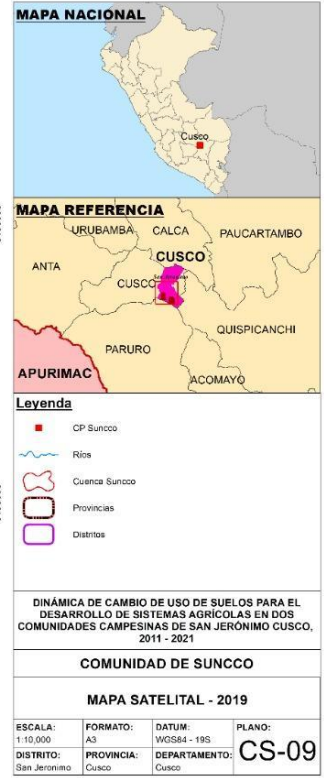 MAPA NACIONAL
Cusco
MAPA REFERENCIA
URUBAMBA
CALCA
PAUCARTAMBO
CUSCO
ANTA
CUSCO
QUISPICANCHI
PARURO
APURIMAC
ACOMAYO
Leyenda
CP Suncco
Ríos
Cuenca Suncco
Provincias
Distritos
DINÁMICA DE CAMBIO DE USO DE SUELOS PARA EL
DESARROLLO DE SISTEMAS AGRÍCOLAS EN DOS
COMUNIDADES CAMPESINAS DE SAN JERÓNIMO CUSCO,
2011 - 2021
COMUNIDAD DE SUNCCO
MAPA SATELITAL - 2019
ESCALA: FORMATO: DATUM: PLANO:
1:10,000 A3 WGS84 - 19S
CS-09
DISTRITO: PROVINCIA: DEPARTAMENTO:
San Jeronimo Cusco Cusco